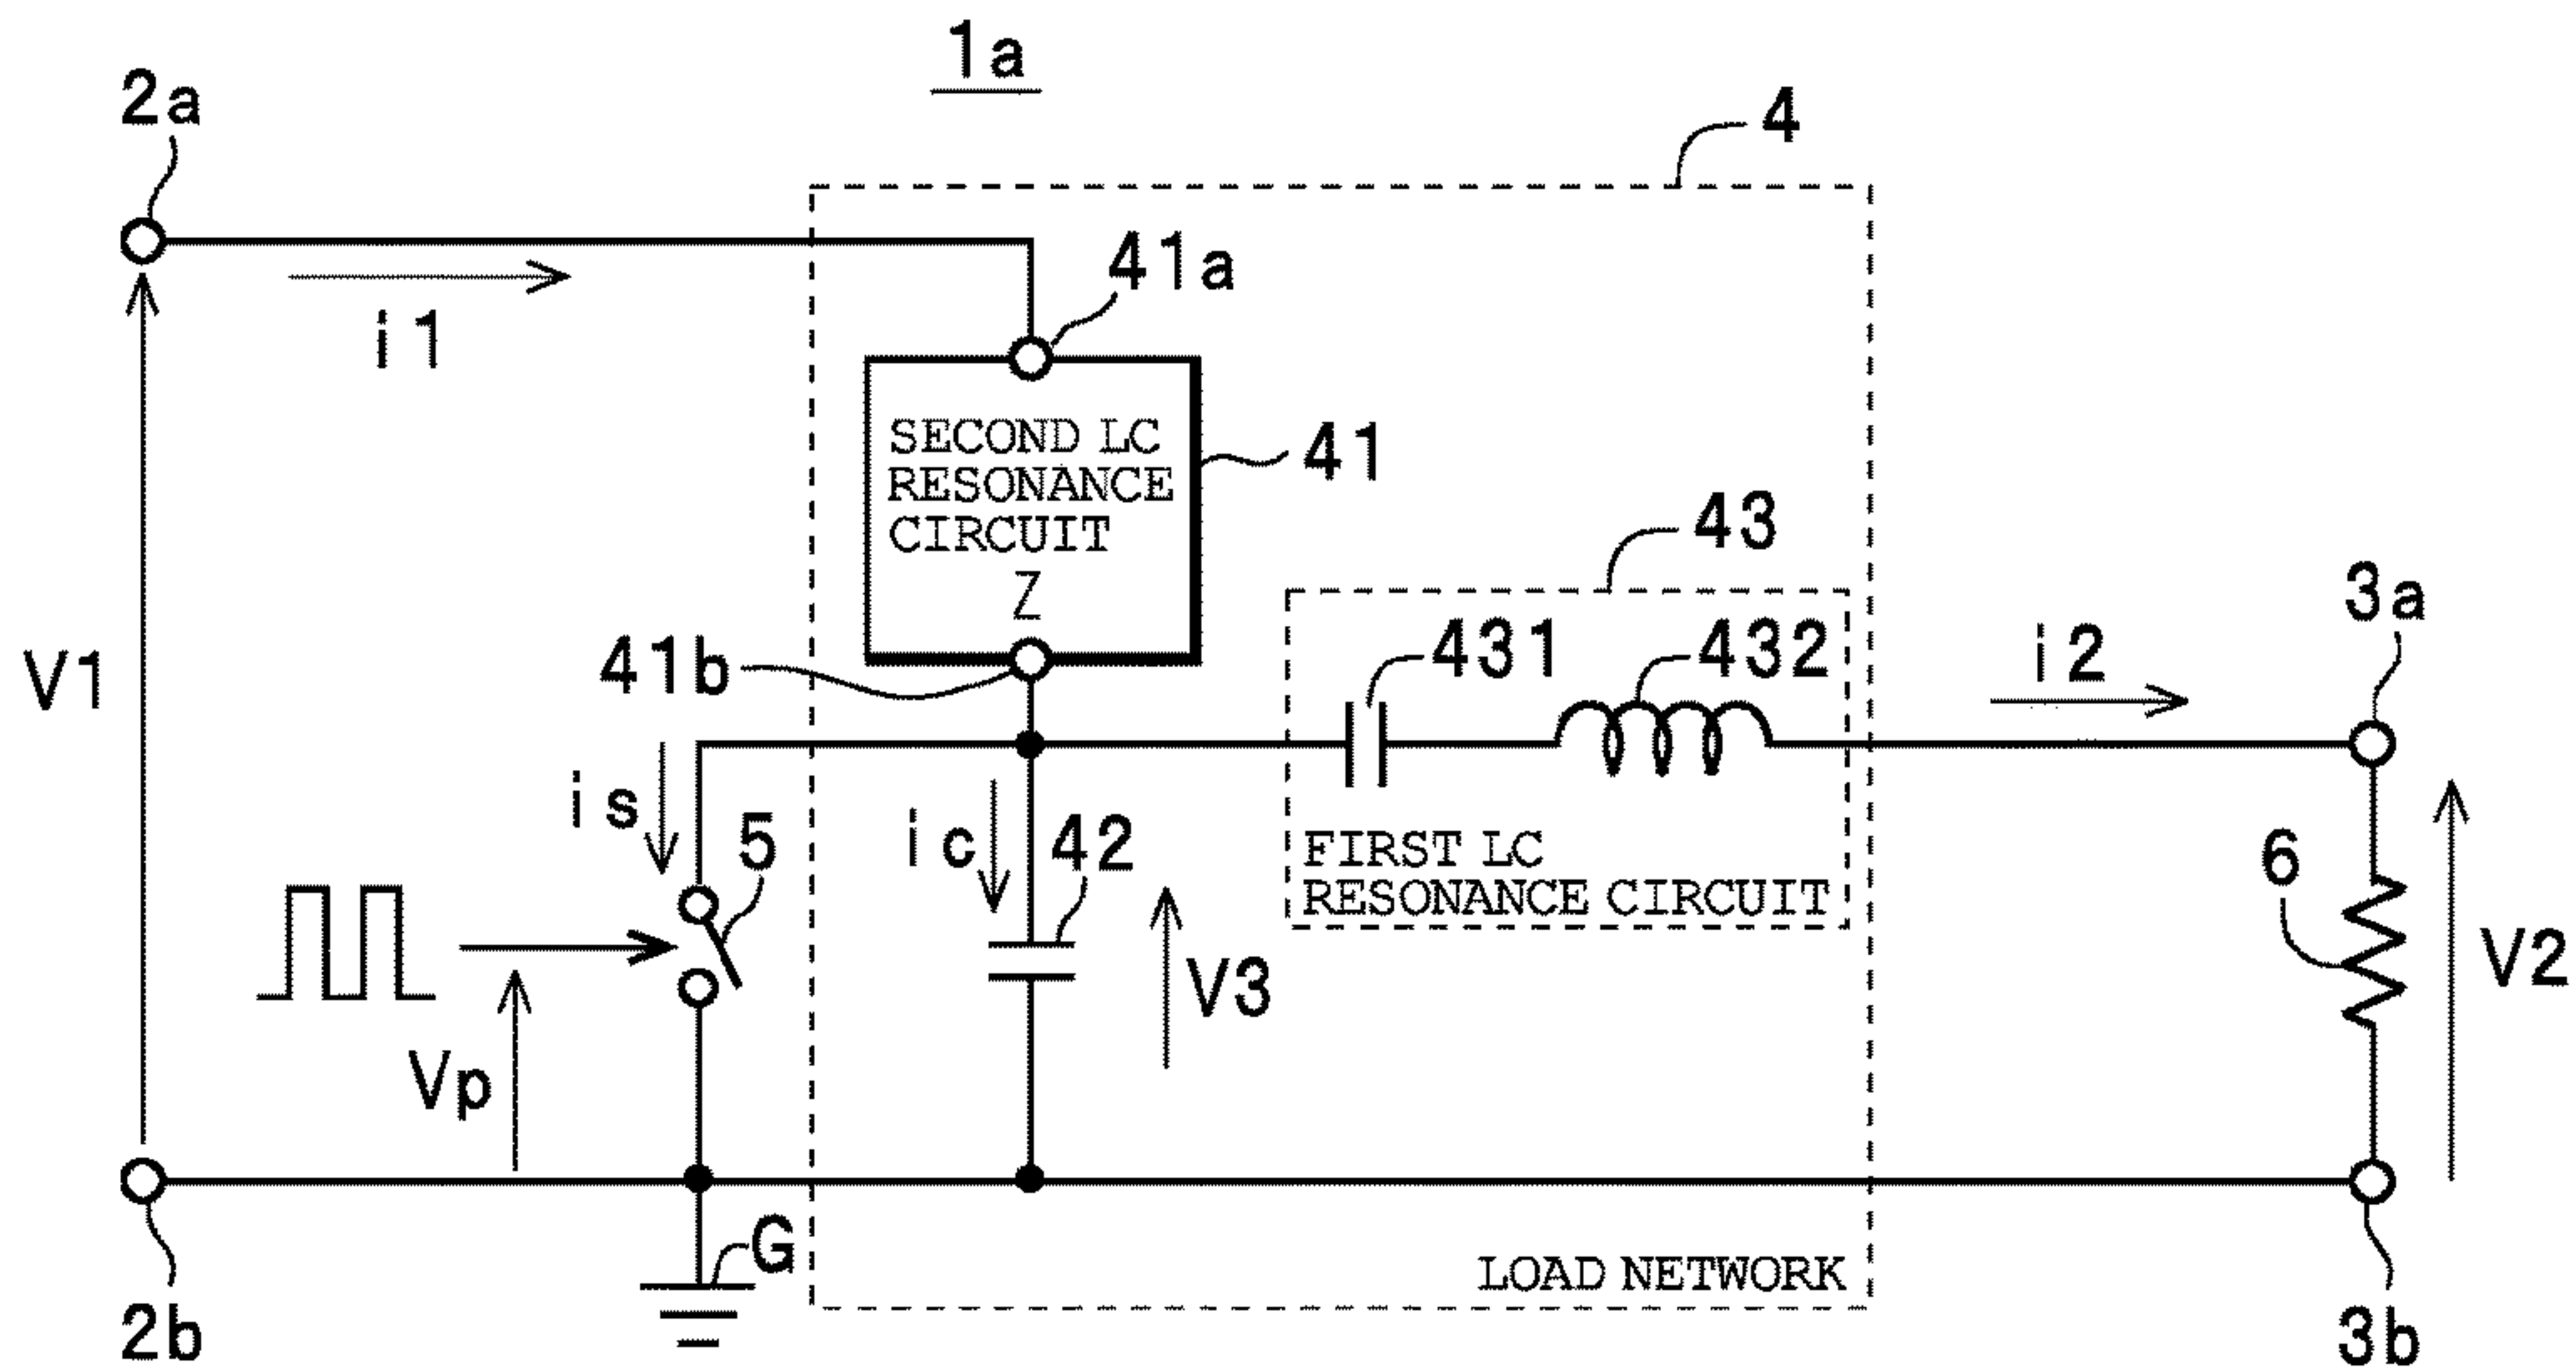 1a
2a
4
41a
i1
SECOND LC
RESONANCE
CIRCUIT
Z
41
43
3a
41b
431
432
i2
V1
is
5
ic
42
FIRST LC
RESONANCE CIRCUIT
6
V3
V2
Vp
G
LOAD NETWORK
2b
3b